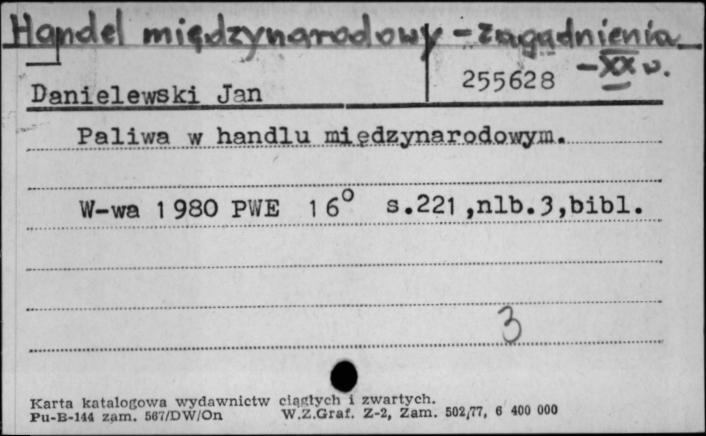 Handel międzynarodowy - zagadnienia
- XX w.
255628
Danielewski Jan
Paliwa w handlu międzynarodowym.
W-wa 1980 PWE 16° s.221,nlb.3,bibl.
3
Karta katalogowa wydawnictw ciągłych i zwartych.
Pu-B-144 zam. 567/DW/On W.Z.Graf. Z-2, Zam. 502/77, 6 400 000